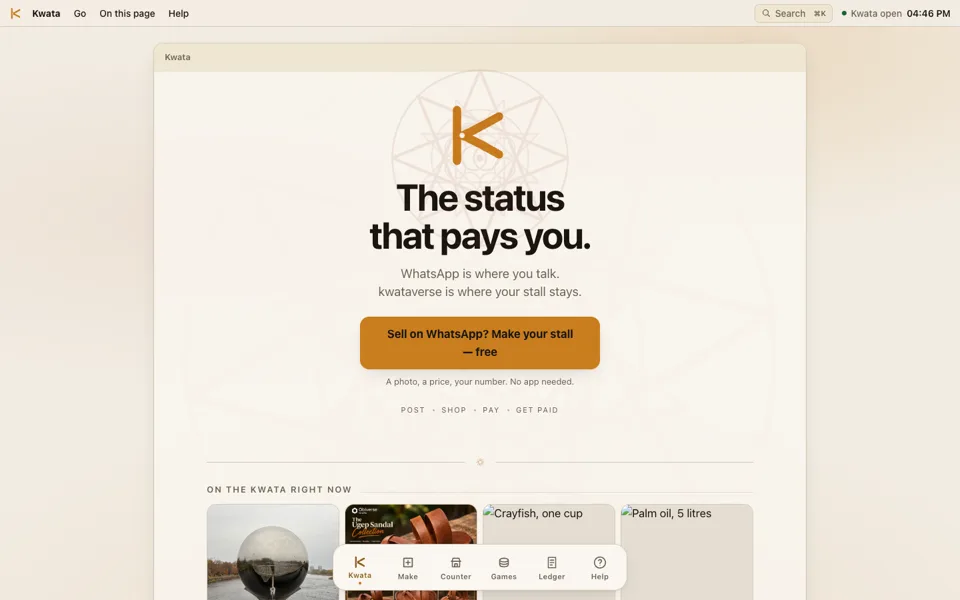 Kwata Go On this page Help
Search ⌘K Kwata open 04:46 PM
Kwata
The status
that pays you.
WhatsApp is where you talk.
kwataverse is where your stall stays.
Sell on WhatsApp? Make your stall
— free
A photo, a price, your number. No app needed.
POST · SHOP · PAY · GET PAID
ON THE KWATA RIGHT NOW
The
Ugep Sandal
Collection
Crayfish, one cup
Palm oil, 5 litres
Kwata Make Counter Games Ledger Help